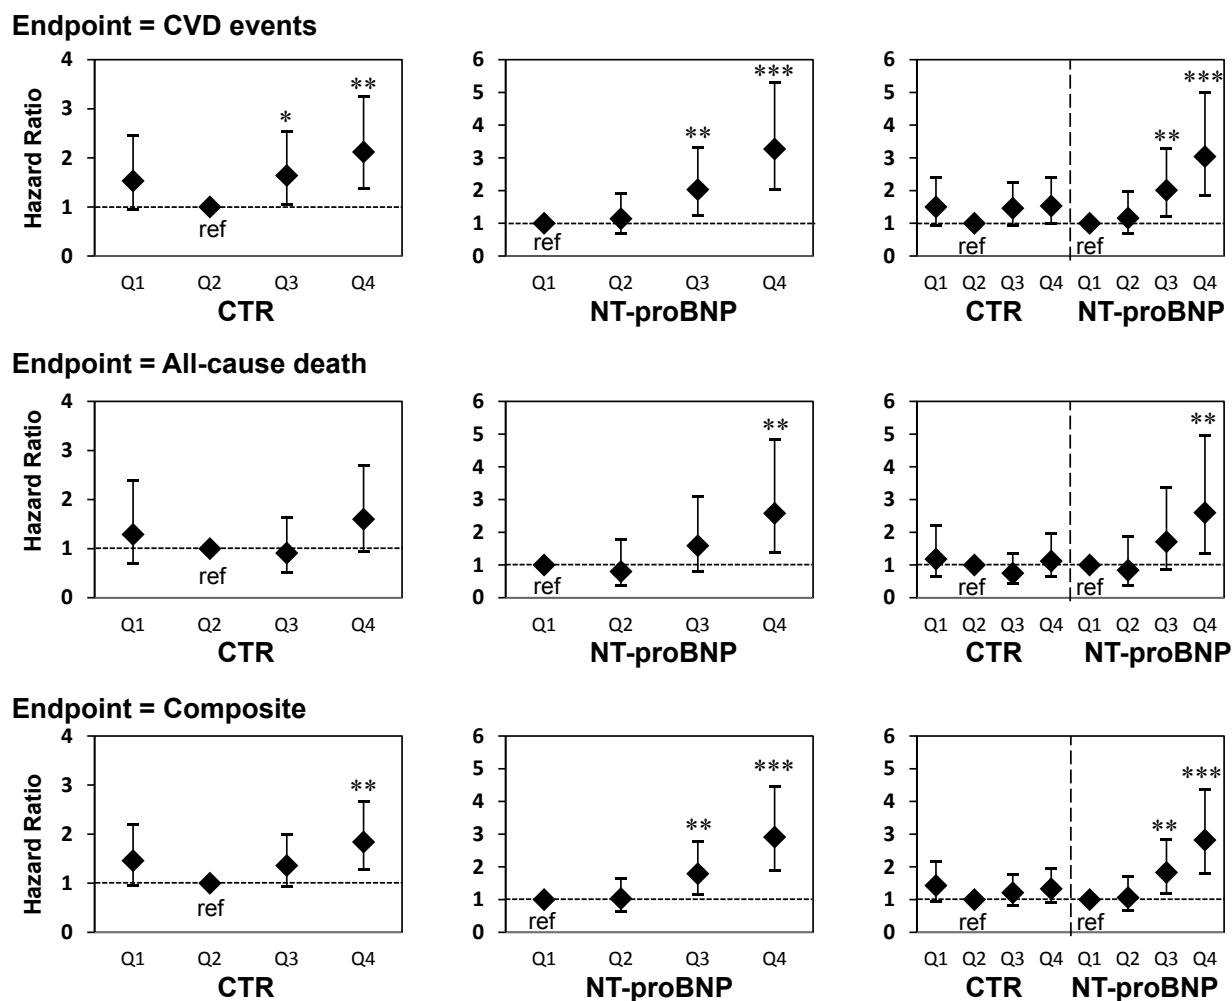 Endpoint = CVD events
Hazard Ratio
4
3
2
1
0
*
**
ref
Q1 Q2 Q3 Q4
CTR
6
5
4
3
2
1
0
**
***
ref
Q1 Q2 Q3 Q4
NT-proBNP
6
5
4
3
2
1
0
**
***
ref ref
Q1 Q2 Q3 Q4 Q1 Q2 Q3 Q4
CTR NT-proBNP
Endpoint = All-cause death
Hazard Ratio
4
3
2
1
0
ref
Q1 Q2 Q3 Q4
CTR
6
5
4
3
2
1
0
**
ref
Q1 Q2 Q3 Q4
NT-proBNP
6
5
4
3
2
1
0
**
ref ref
Q1 Q2 Q3 Q4 Q1 Q2 Q3 Q4
CTR NT-proBNP
Endpoint = Composite
Hazard Ratio
4
3
2
1
0
**
ref
Q1 Q2 Q3 Q4
CTR
6
5
4
3
2
1
0
**
***
ref
Q1 Q2 Q3 Q4
NT-proBNP
6
5
4
3
2
1
0
**
***
ref ref
Q1 Q2 Q3 Q4 Q1 Q2 Q3 Q4
CTR NT-proBNP